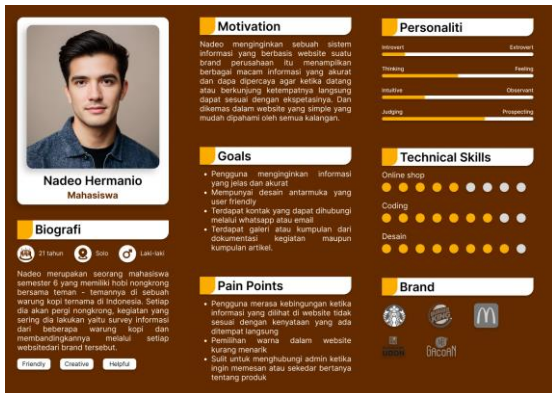 Nadeo Hermanio
Mahasiswa
Biografi
21 tahun
Solo
Laki-laki
Nadeo merupakan seorang mahasiswa
semester 6 yang memiliki hobi nongkrong
bersama teman - temannya di sebuah
warung kopi ternama di Indonesia. Setiap
dia akan pergi nongkrong, kegiatan yang
sering dia lakukan yaitu survey informasi
dari beberapa warung kopi dan
membandingkannya melalui setiap
websitedari brand tersebut.
Friendly
Creative
Helpful
Motivation
Nadeo menginginkan sebuah sistem
informasi yang berbasis website suatu
brand perusahaan itu menampilkan
berbagai macam informasi yang akurat
dan dapa dipercaya agar ketika datang
atau berkunjung ketempatnya langsung
dapat sesuai dengan ekspetasinya. Dan
dikemas dalam website yang simple yang
mudah dipahami oleh semua kalangan.
Goals
• Pengguna menginginkan informasi
yang jelas dan akurat
• Mempunyai desain antarmuka yang
user friendly
• Terdapat kontak yang dapat dihubungi
melalui whatsapp atau email
• Terdapat galeri atau kumpulan dari
dokumentasi kegiatan maupun
kumpulan artikel.
Pain Points
• Pengguna merasa kebingungan ketika
informasi yang dilihat di website tidak
sesuai dengan kenyataan yang ada
ditempat langsung
• Pemilihan warna dalam website
kurang menarik
• Sulit untuk menghubungi admin ketika
ingin memesan atau sekedar bertanya
tentang produk
Personaliti
Introvert Extrovert
Thinking Feeling
Intuitive Observant
Judging Prospecting
Technical Skills
Online shop
Coding
Desain
Brand
BURGER KING
UDON
GACOAN